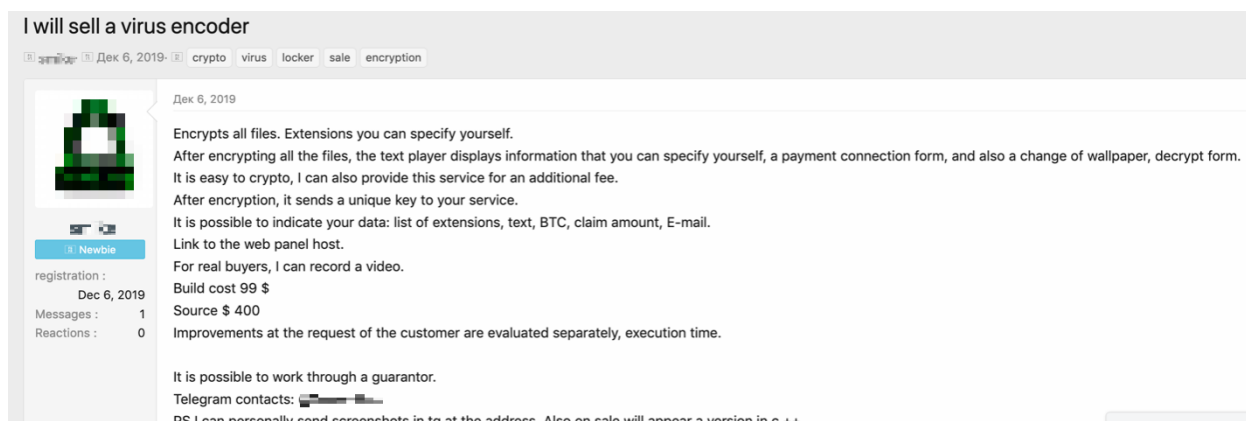 I will sell a virus encoder
Дек 6, 2019· crypto virus locker sale encryption
Дек 6, 2019
Encrypts all files. Extensions you can specify yourself.
After encrypting all the files, the text player displays information that you can specify yourself, a payment connection form, and also a change of wallpaper, decrypt form.
It is easy to crypto, I can also provide this service for an additional fee.
After encryption, it sends a unique key to your service.
It is possible to indicate your data: list of extensions, text, BTC, claim amount, E-mail.
Link to the web panel host.
For real buyers, I can record a video.
Build cost 99 $
Source $ 400
Improvements at the request of the customer are evaluated separately, execution time.
It is possible to work through a guarantor.
Telegram contacts:
PS I can personally send screenshots in tg at the address. Also on sale will appear a version in c ++
Newbie
registration :
Dec 6, 2019
Messages : 1
Reactions : 0